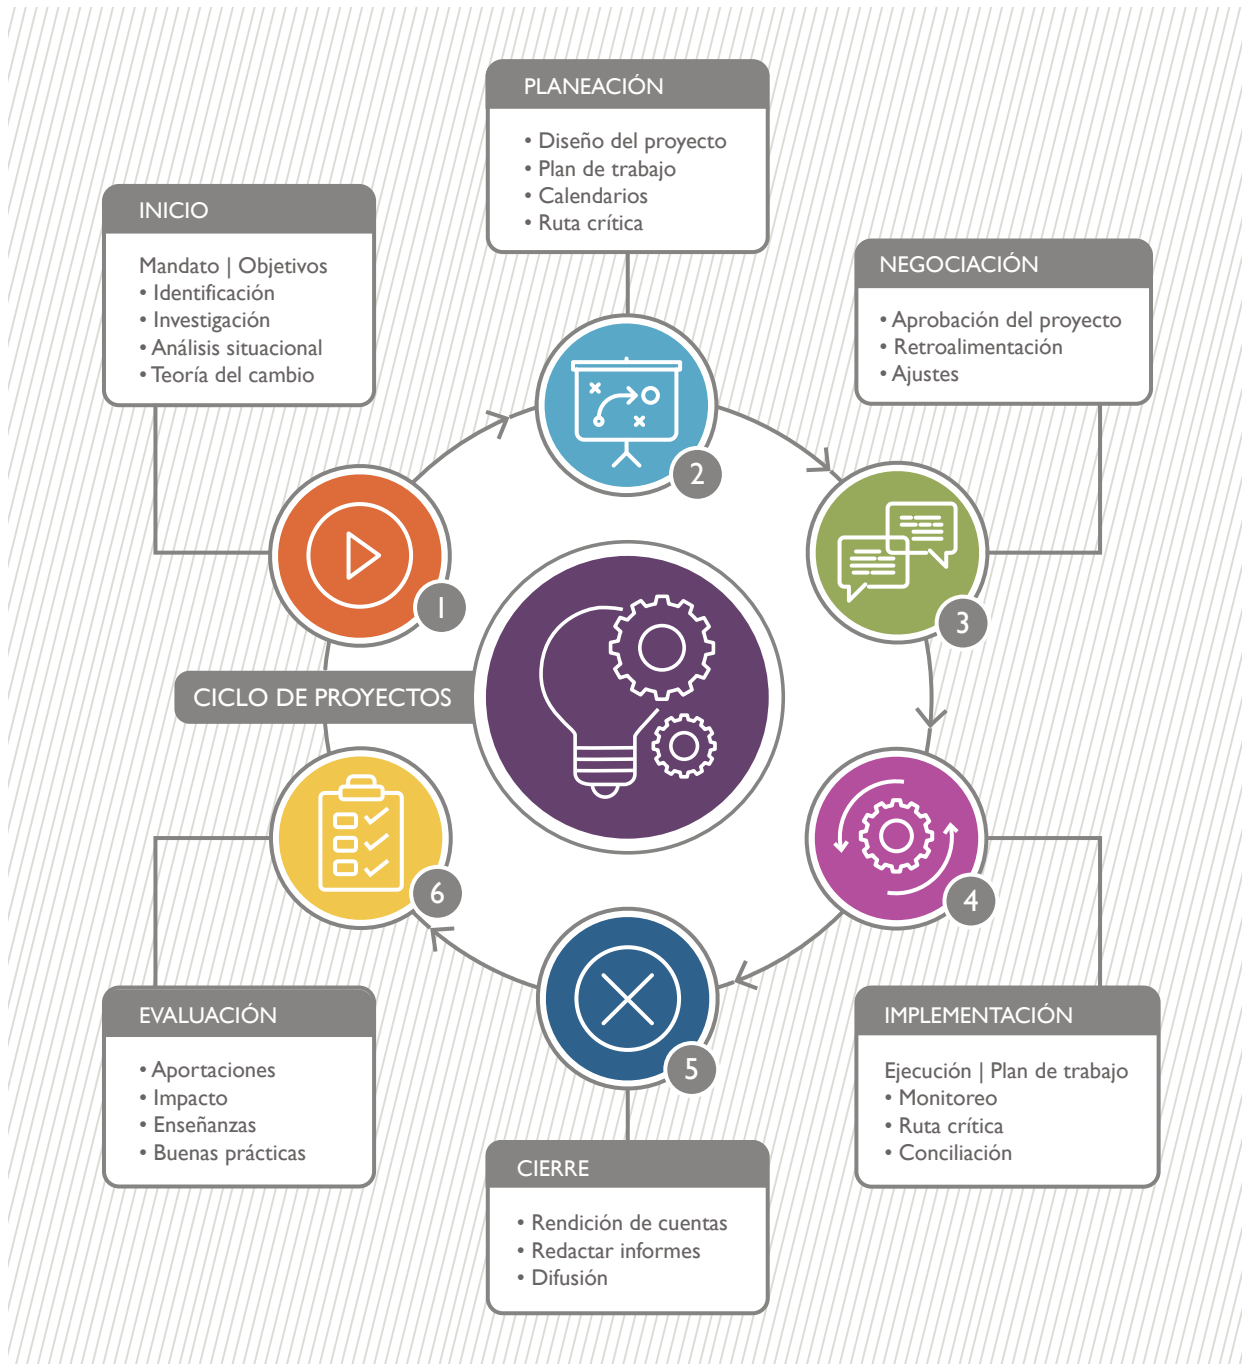 PLANEACIÓN
• Diseño del proyecto
• Plan de trabajo
• Calendarios
• Ruta crítica
INICIO
Mandato | Objetivos
• Identificación
• Investigación
• Análisis situacional
• Teoría del cambio
NEGOCIACIÓN
• Aprobación del proyecto
• Retroalimentación
• Ajustes
2
1
3
CICLO DE PROYECTOS
6
4
5
EVALUACIÓN
• Aportaciones
• Impacto
• Enseñanzas
• Buenas prácticas
IMPLEMENTACIÓN
Ejecución | Plan de trabajo
• Monitoreo
• Ruta crítica
• Conciliación
CIERRE
• Rendición de cuentas
• Redactar informes
• Difusión